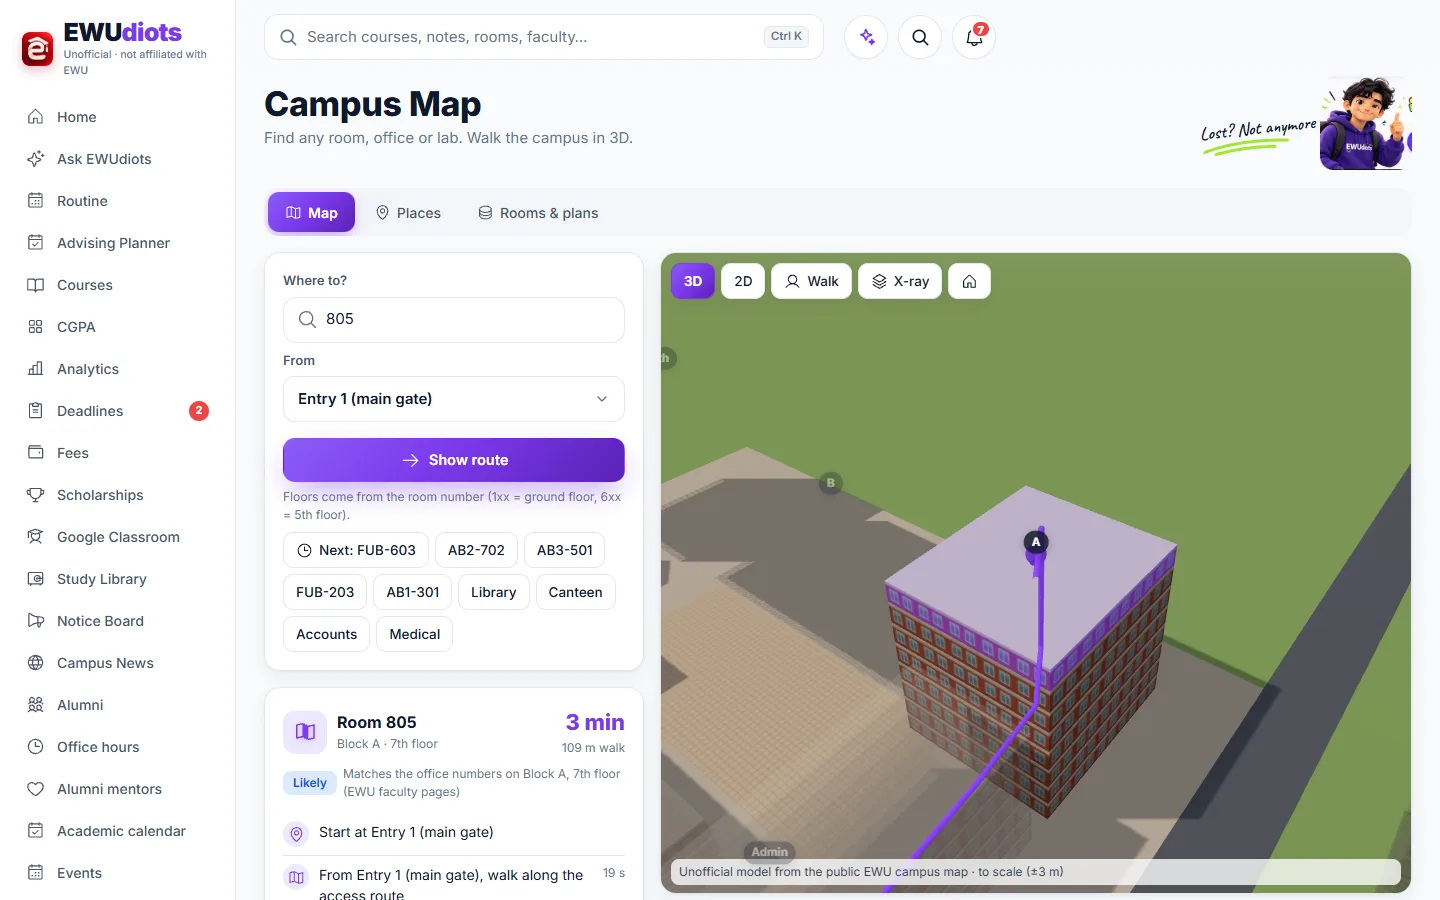 EWUdiots
Unofficial · not affiliated with
EWU
Home
Ask EWUdiots
Routine
Advising Planner
Courses
CGPA
Analytics
Deadlines
2
Fees
Scholarships
Google Classroom
Study Library
Notice Board
Campus News
Alumni
Office hours
Alumni mentors
Academic calendar
Events
Search courses, notes, rooms, faculty...
Ctrl K
7
Campus Map
Find any room, office or lab. Walk the campus in 3D.
Lost? Not anymore
EWUdiots
Map
Places
Rooms & plans
Where to?
805
From
Entry 1 (main gate)
Show route
Floors come from the room number (1xx = ground floor, 6xx
= 5th floor).
Next: FUB-603
AB2-702
AB3-501
FUB-203
AB1-301
Library
Canteen
Accounts
Medical
Room 805
Block A · 7th floor
3 min
109 m walk
Likely
Matches the office numbers on Block A, 7th floor
(EWU faculty pages)
Start at Entry 1 (main gate)
From Entry 1 (main gate), walk along the
access route
19 s
3D
2D
Walk
X-ray
B
A
Admin
Unofficial model from the public EWU campus map · to scale (±3 m)